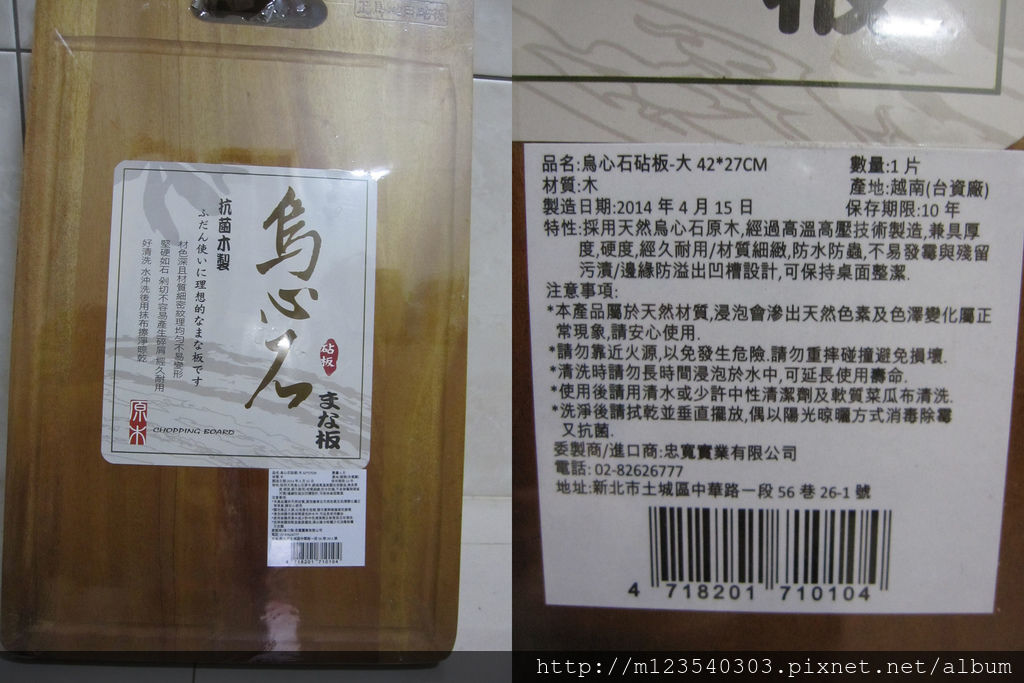 烏心石
砧板
まな板
抗菌木製
ふだん使いに理想的なまな板です
材色深且材質細密紋理均勻不易變形
堅硬如石 剁切不容易產生碎屑 經久耐用
好清洗 水沖洗後用抹布擦淨晾乾
原木
CHOPPING BOARD
品名:烏心石砧板-大 42*27CM 數量:1 片
材質:木 產地:越南(台資廠)
製造日期:2014 年 4 月 15 日 保存期限:10 年
特性:採用天然烏心石原木,經過高溫高壓技術製造,兼具厚
度,硬度,經久耐用/材質細緻,防水防蟲,不易發霉與殘留
污漬/邊緣防溢出凹槽設計,可保持桌面整潔.
注意事項:
*本產品屬於天然材質,浸泡會滲出天然色素及色澤變化屬正
常現象,請安心使用.
*請勿靠近火源,以免發生危險.請勿重摔碰撞避免損壞.
*清洗時請勿長時間浸泡於水中,可延長使用壽命.
*使用後請用清水或少許中性清潔劑及軟質菜瓜布清洗.
*洗淨後請拭乾並垂直擺放,偶以陽光晾曬方式消毒除霉
又抗菌.
委製商/進口商:忠寬實業有限公司
電話: 02-82626777
地址:新北市土城區中華路一段 56 巷 26-1 號
4 718201 710104
http://m123540303.pixnet.net/album